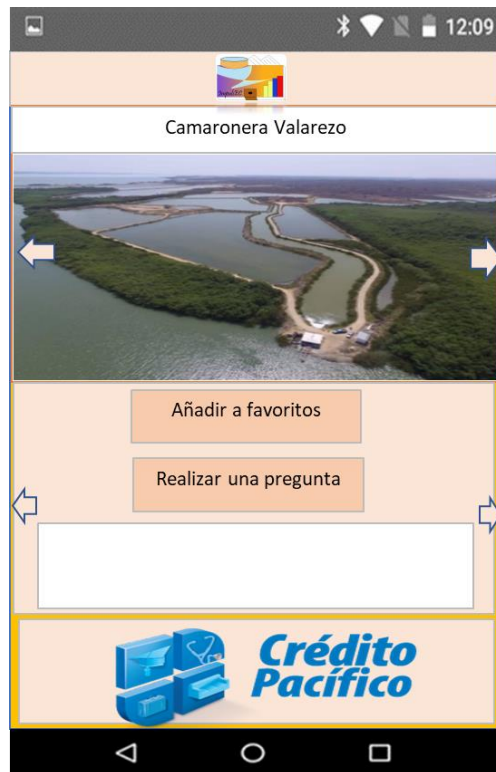 12:09
Camaronera Valarezo
Añadir a favoritos
Realizar una pregunta
Crédito
Pacífico